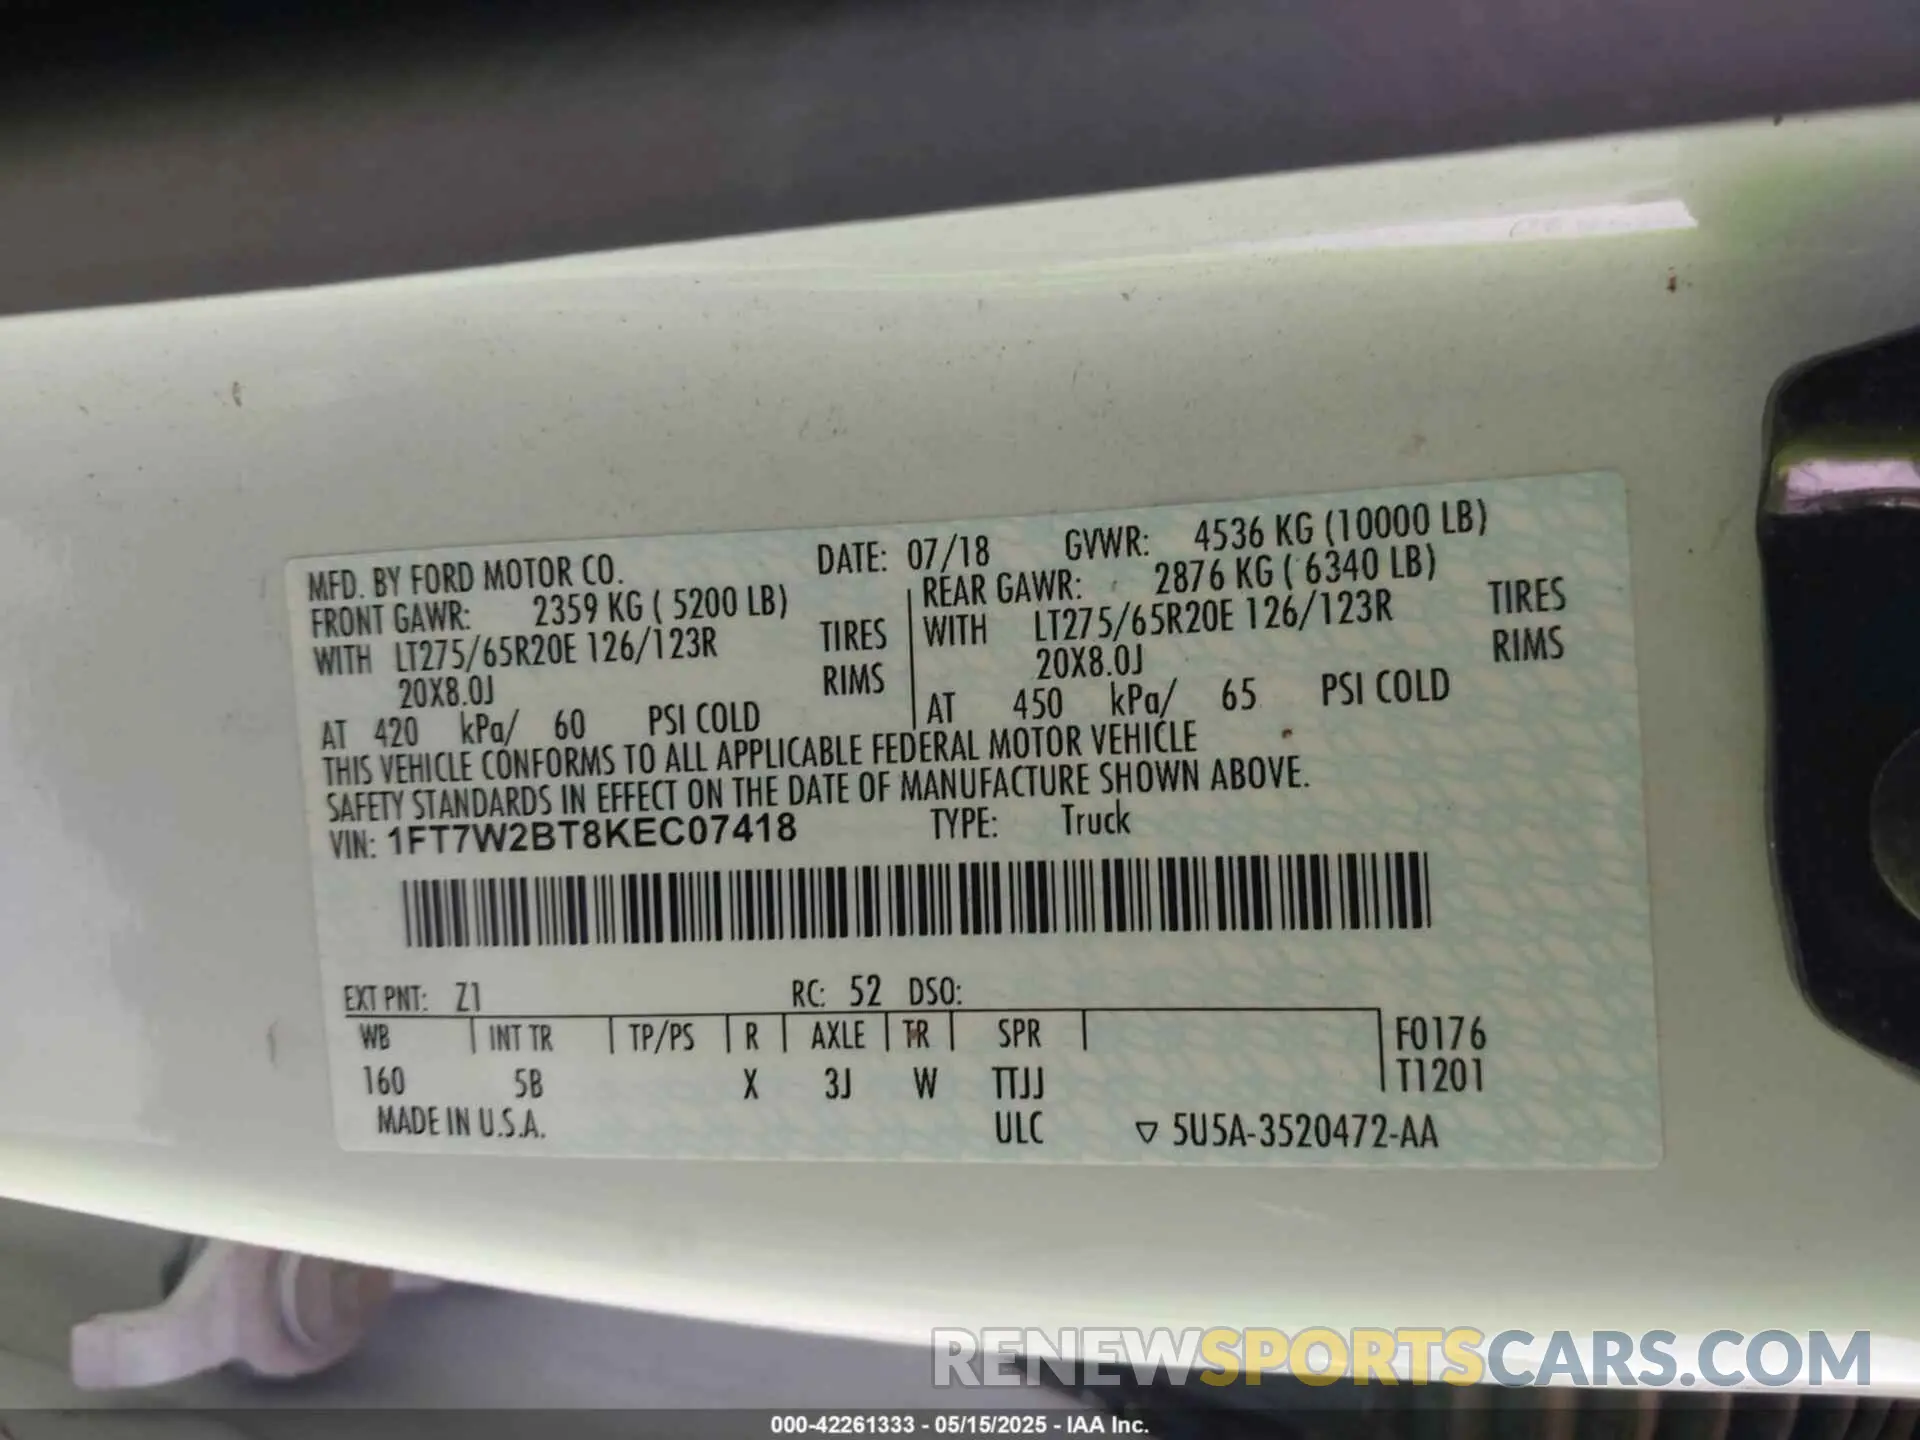 MFD. BY FORD MOTOR CO. DATE: 07/18 GVWR: 4536 KG (10000 LB)
FRONT GAWR: 2359 KG ( 5200 LB) REAR GAWR: 2876 KG ( 6340 LB)
WITH LT275/65R20E 126/123R TIRES WITH LT275/65R20E 126/123R TIRES
20X8.0J RIMS 20X8.0J RIMS
AT 420 kPa/ 60 PSI COLD AT 450 kPa/ 65 PSI COLD
THIS VEHICLE CONFORMS TO ALL APPLICABLE FEDERAL MOTOR VEHICLE
SAFETY STANDARDS IN EFFECT ON THE DATE OF MANUFACTURE SHOWN ABOVE.
VIN: 1FT7W2BT8KEC07418 TYPE: Truck
EXT PNT: Z1 RC: 52 DSO:
WB INT TR TP/PS R AXLE TR SPR F0176
160 5B X 3J W TTJJ T1201
MADE IN U.S.A. ULC ▽ 5U5A-3520472-AA
RENEWSPORTSCARS.COM
000-42261333 - 05/15/2025 - IAA Inc.